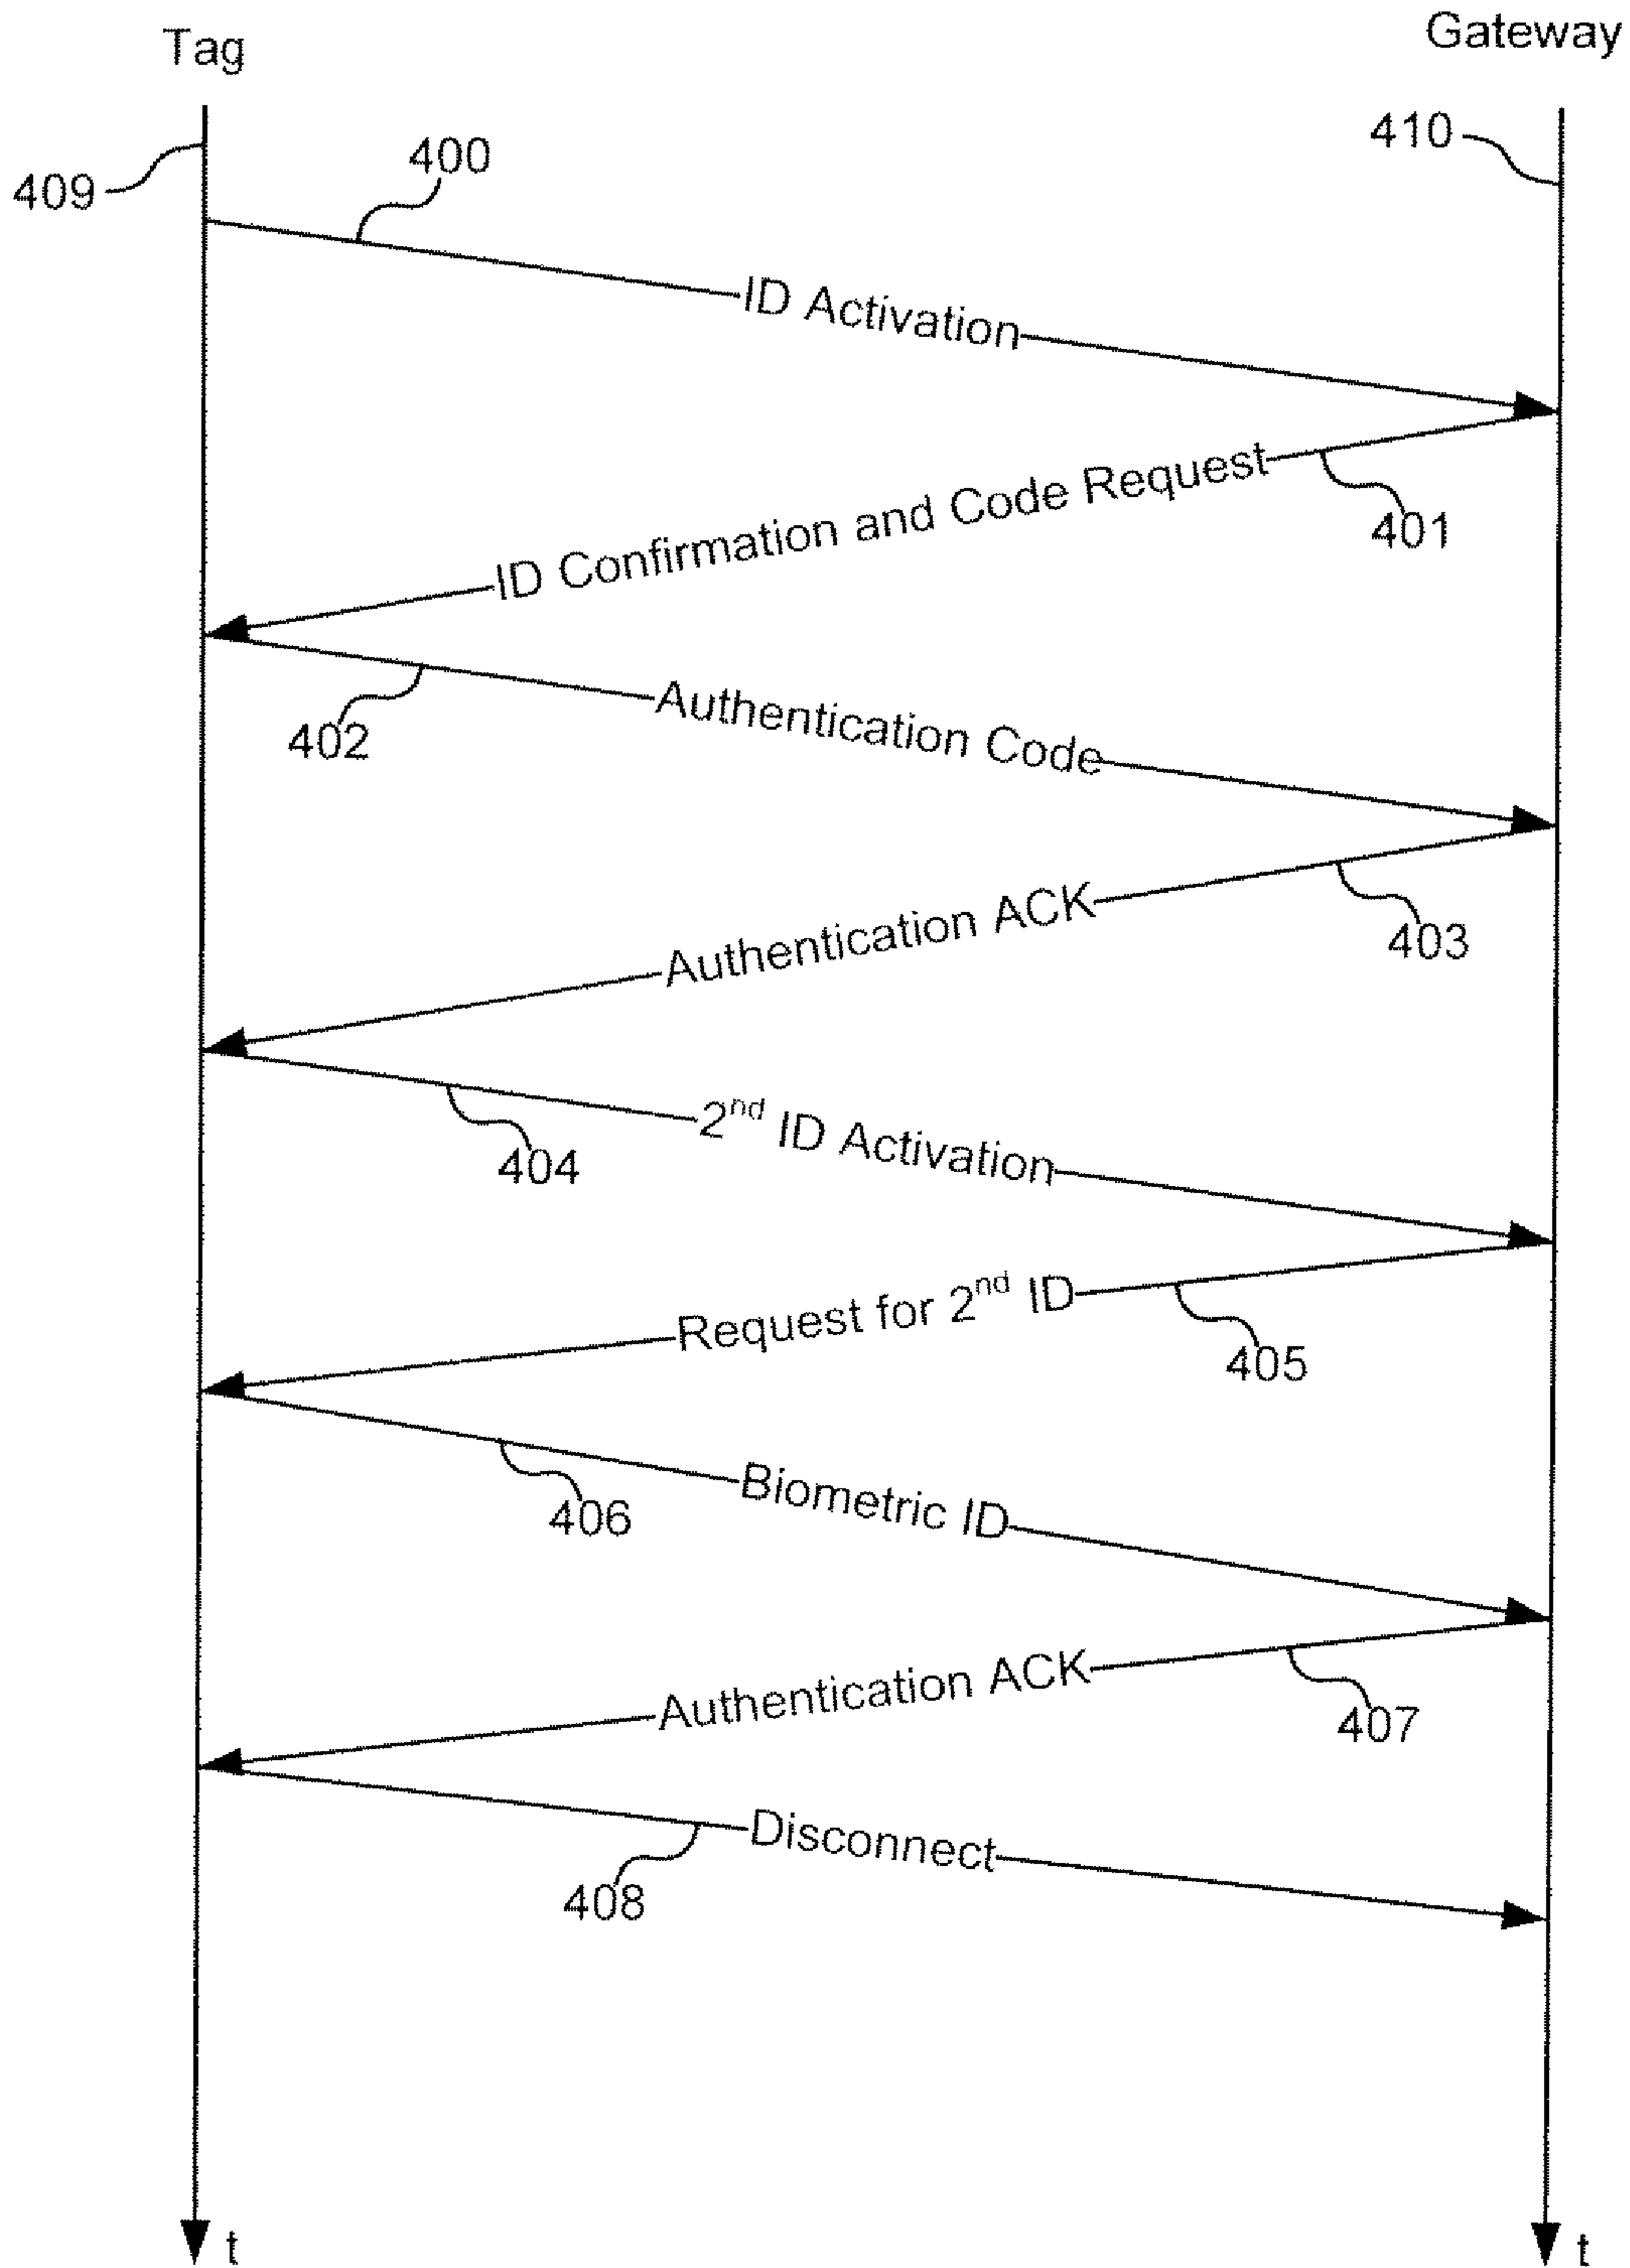 Tag
Gateway
409
400
410
ID Activation
ID Confirmation and Code Request
401
402
Authentication Code
Authentication ACK
403
2nd ID Activation
404
Request for 2nd ID
405
Biometric ID
406
Authentication ACK
407
Disconnect
408
t
t